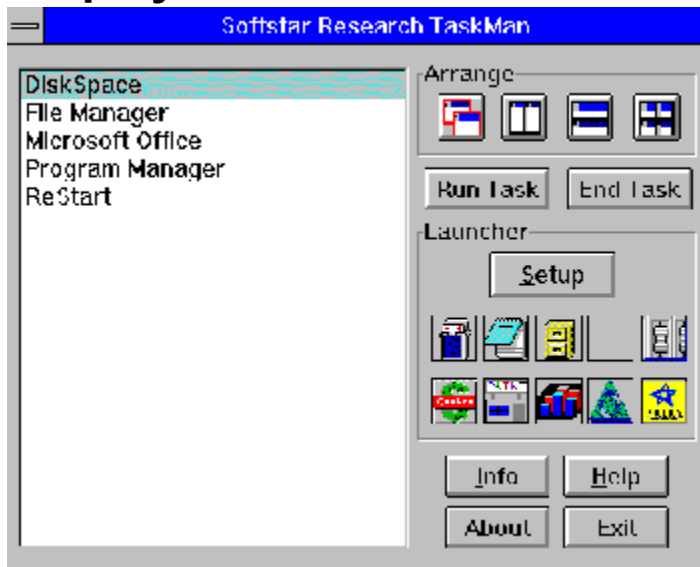 Softstar Research TaskMan
DiskSpace
File Manager
Microsoft Office
Program Manager
ReStart
Arrange
Run Task
End Task
Launcher
Setup
Info
Help
About
Exit